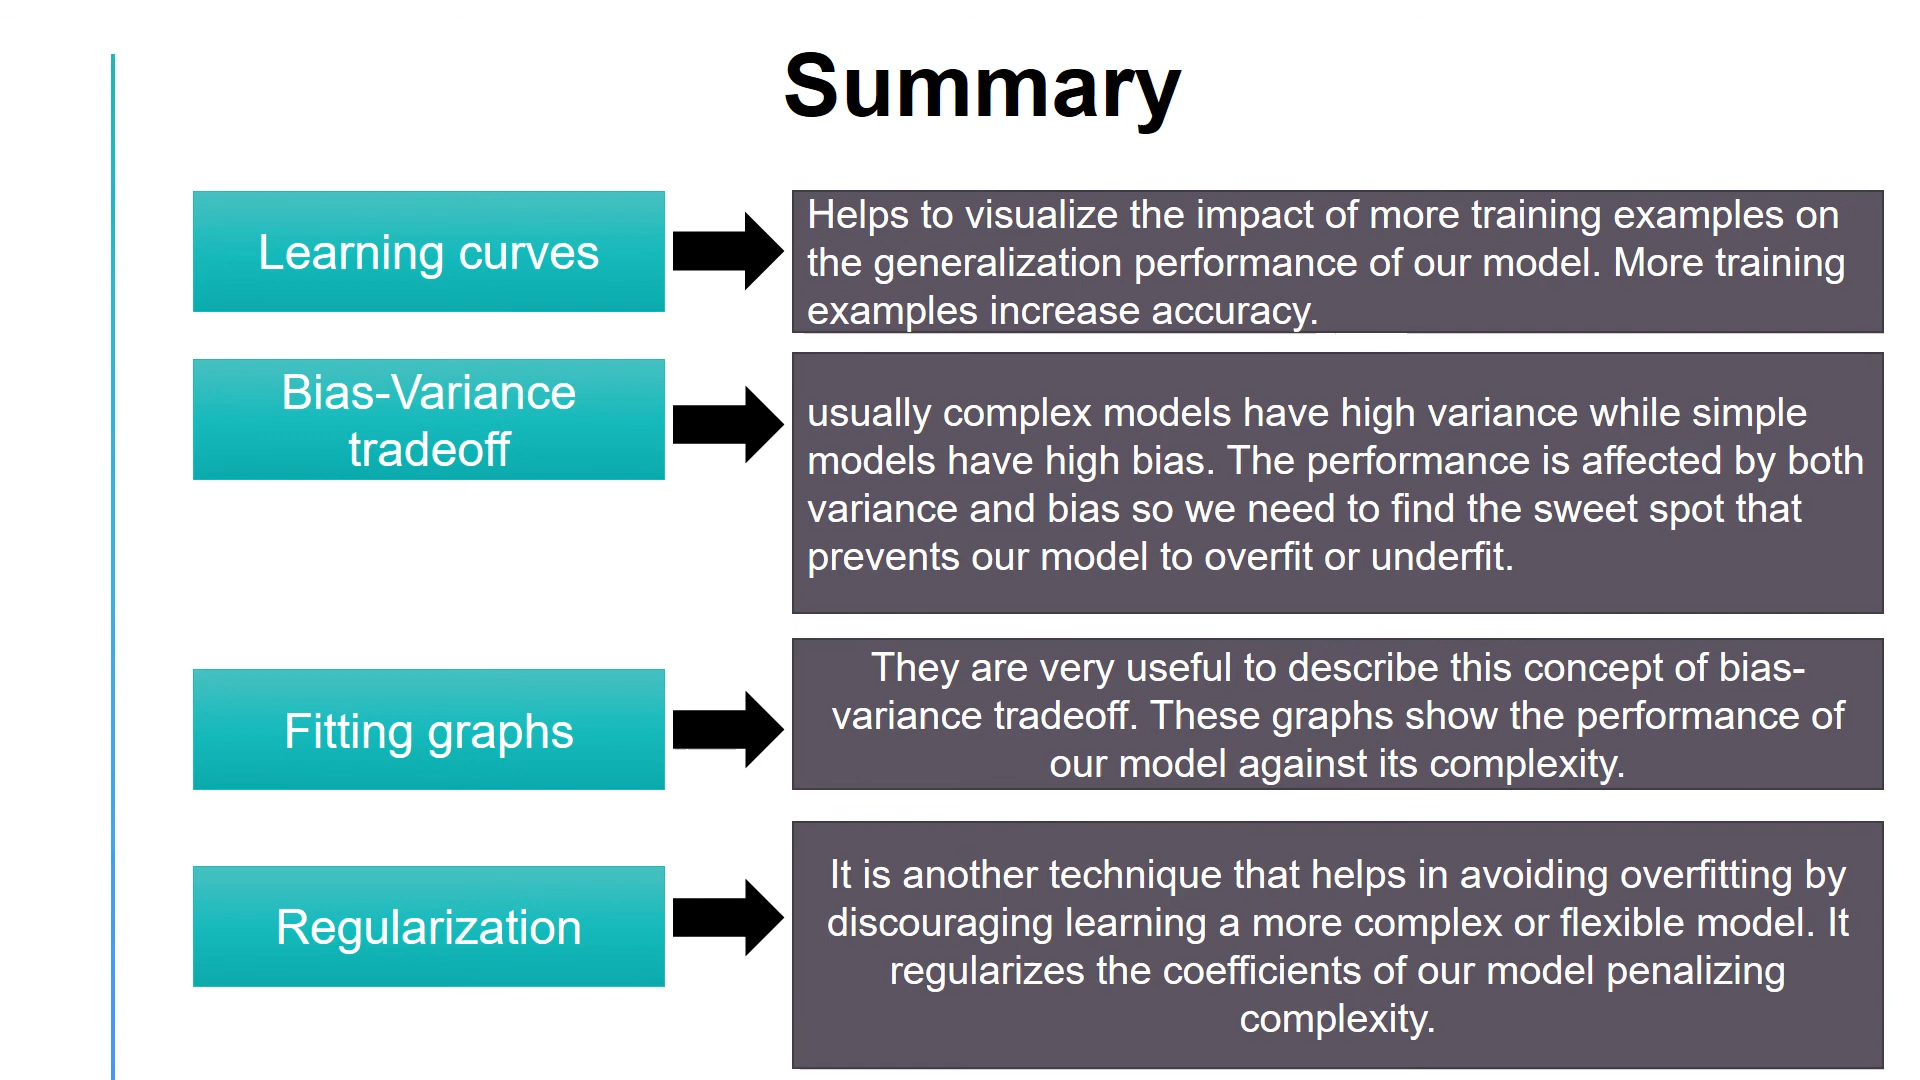 Summary
Learning curves
Helps to visualize the impact of more training examples on
the generalization performance of our model. More training
examples increase accuracy.
Bias-Variance
tradeoff
usually complex models have high variance while simple
models have high bias. The performance is affected by both
variance and bias so we need to find the sweet spot that
prevents our model to overfit or underfit.
Fitting graphs
They are very useful to describe this concept of bias-
variance tradeoff. These graphs show the performance of
our model against its complexity.
Regularization
It is another technique that helps in avoiding overfitting by
discouraging learning a more complex or flexible model. It
regularizes the coefficients of our model penalizing
complexity.